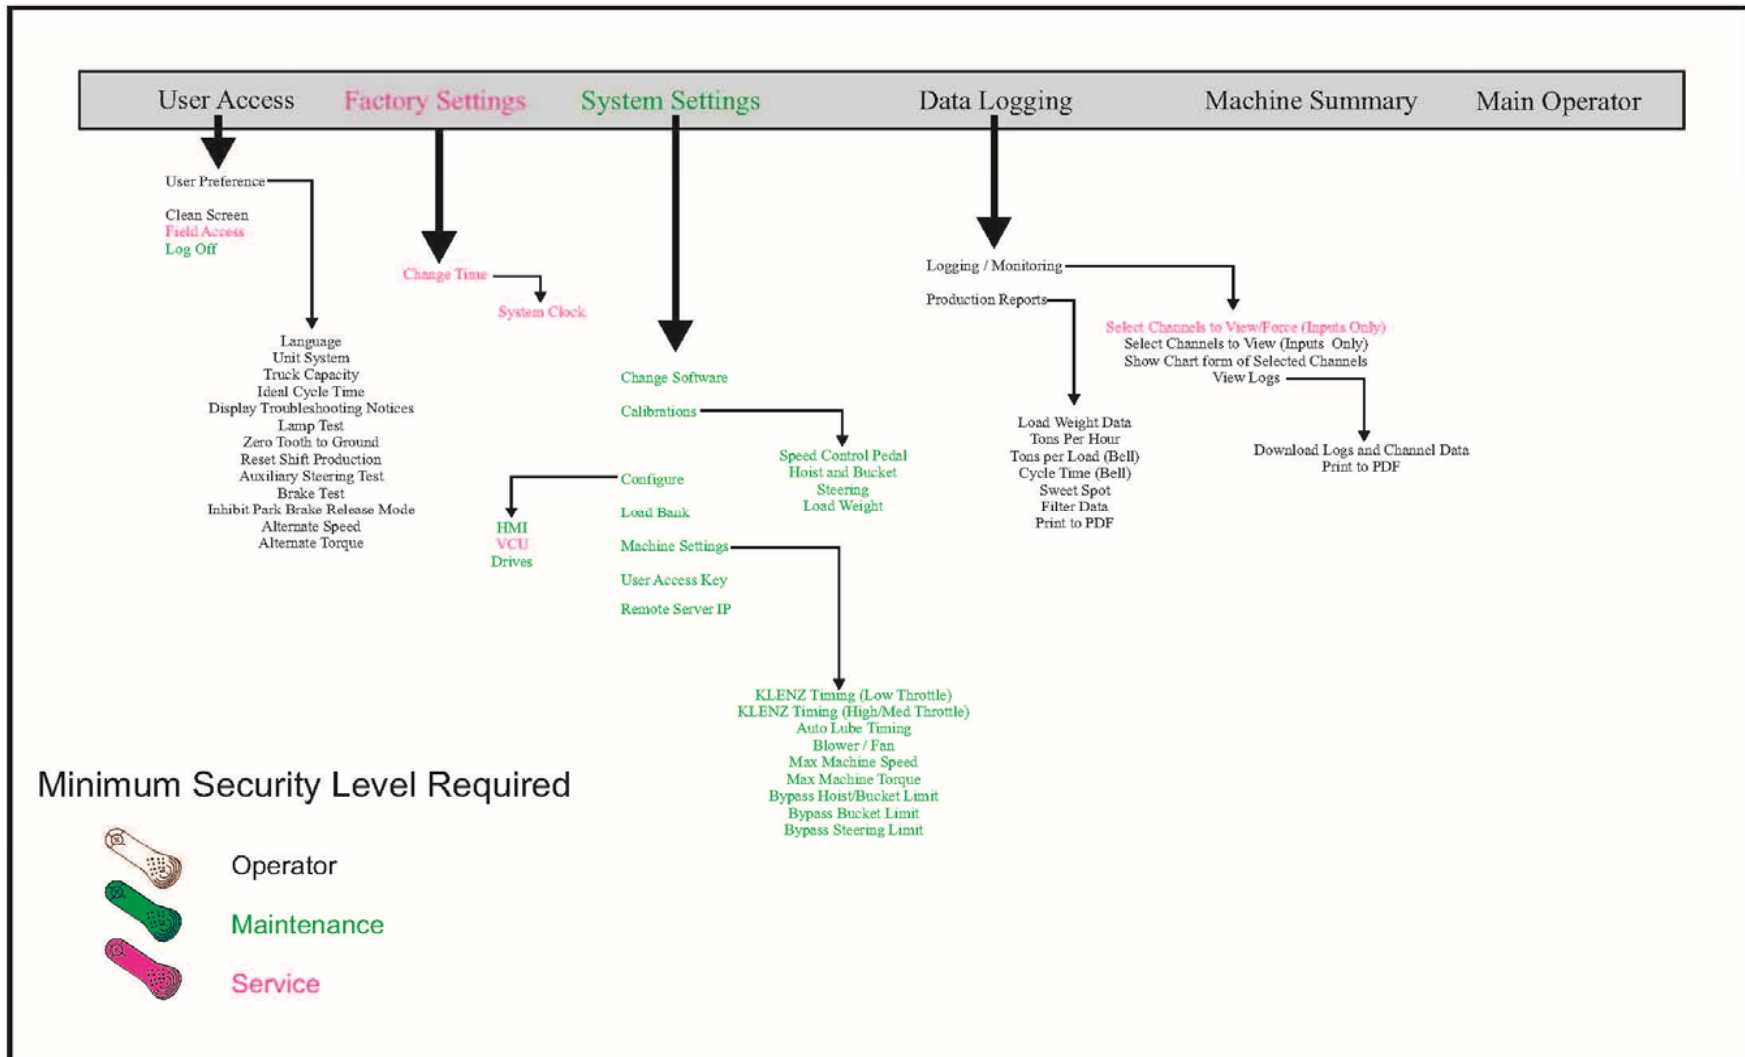 User Access
Factory Settings
System Settings
Data Logging
Machine Summary
Main Operator
User Preference
Clean Screen
Field Access
Log Off
Language
Unit System
Truck Capacity
Ideal Cycle Time
Display Troubleshooting Notices
Lamp Test
Zero Tooth to Ground
Reset Shift Production
Auxiliary Steering Test
Brake Test
Inhibit Park Brake Release Mode
Alternate Speed
Alternate Torque
Change Time
System Clock
Change Software
Calibrations
Speed Control Pedal
Hoist and Bucket
Steering
Load Weight
Configure
HMI
VCU
Drives
Load Bank
Machine Settings
User Access Key
Remote Server IP
KLENZ Timing (Low Throttle)
KLENZ Timing (High/Med Throttle)
Auto Lube Timing
Blower / Fan
Max Machine Speed
Max Machine Torque
Bypass Hoist/Bucket Limit
Bypass Bucket Limit
Bypass Steering Limit
Logging / Monitoring
Production Reports
Load Weight Data
Tons Per Hour
Tons per Load (Bell)
Cycle Time (Bell)
Sweet Spot
Filter Data
Print to PDF
Select Channels to View/Force (Inputs Only)
Select Channels to View (Inputs Only)
Show Chart form of Selected Channels
View Logs
Download Logs and Channel Data
Print to PDF
Minimum Security Level Required
Operator
Maintenance
Service